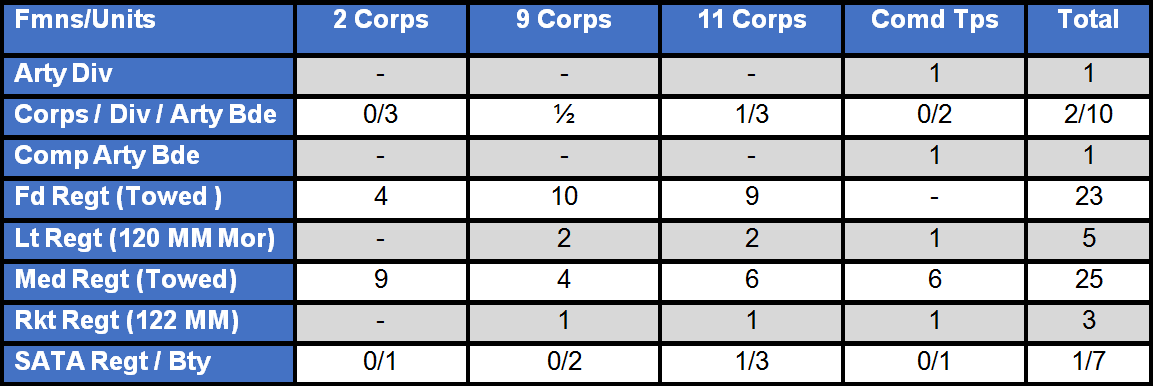 Fmns/Units 2 Corps 9 Corps 11 Corps Comd Tps Total
Arty Div - - - 1 1
Corps / Div / Arty Bde 0/3 ½ 1/3 0/2 2/10
Comp Arty Bde - - - 1 1
Fd Regt (Towed ) 4 10 9 - 23
Lt Regt (120 MM Mor) - 2 2 1 5
Med Regt (Towed) 9 4 6 6 25
Rkt Regt (122 MM) - 1 1 1 3
SATA Regt / Bty 0/1 0/2 1/3 0/1 1/7